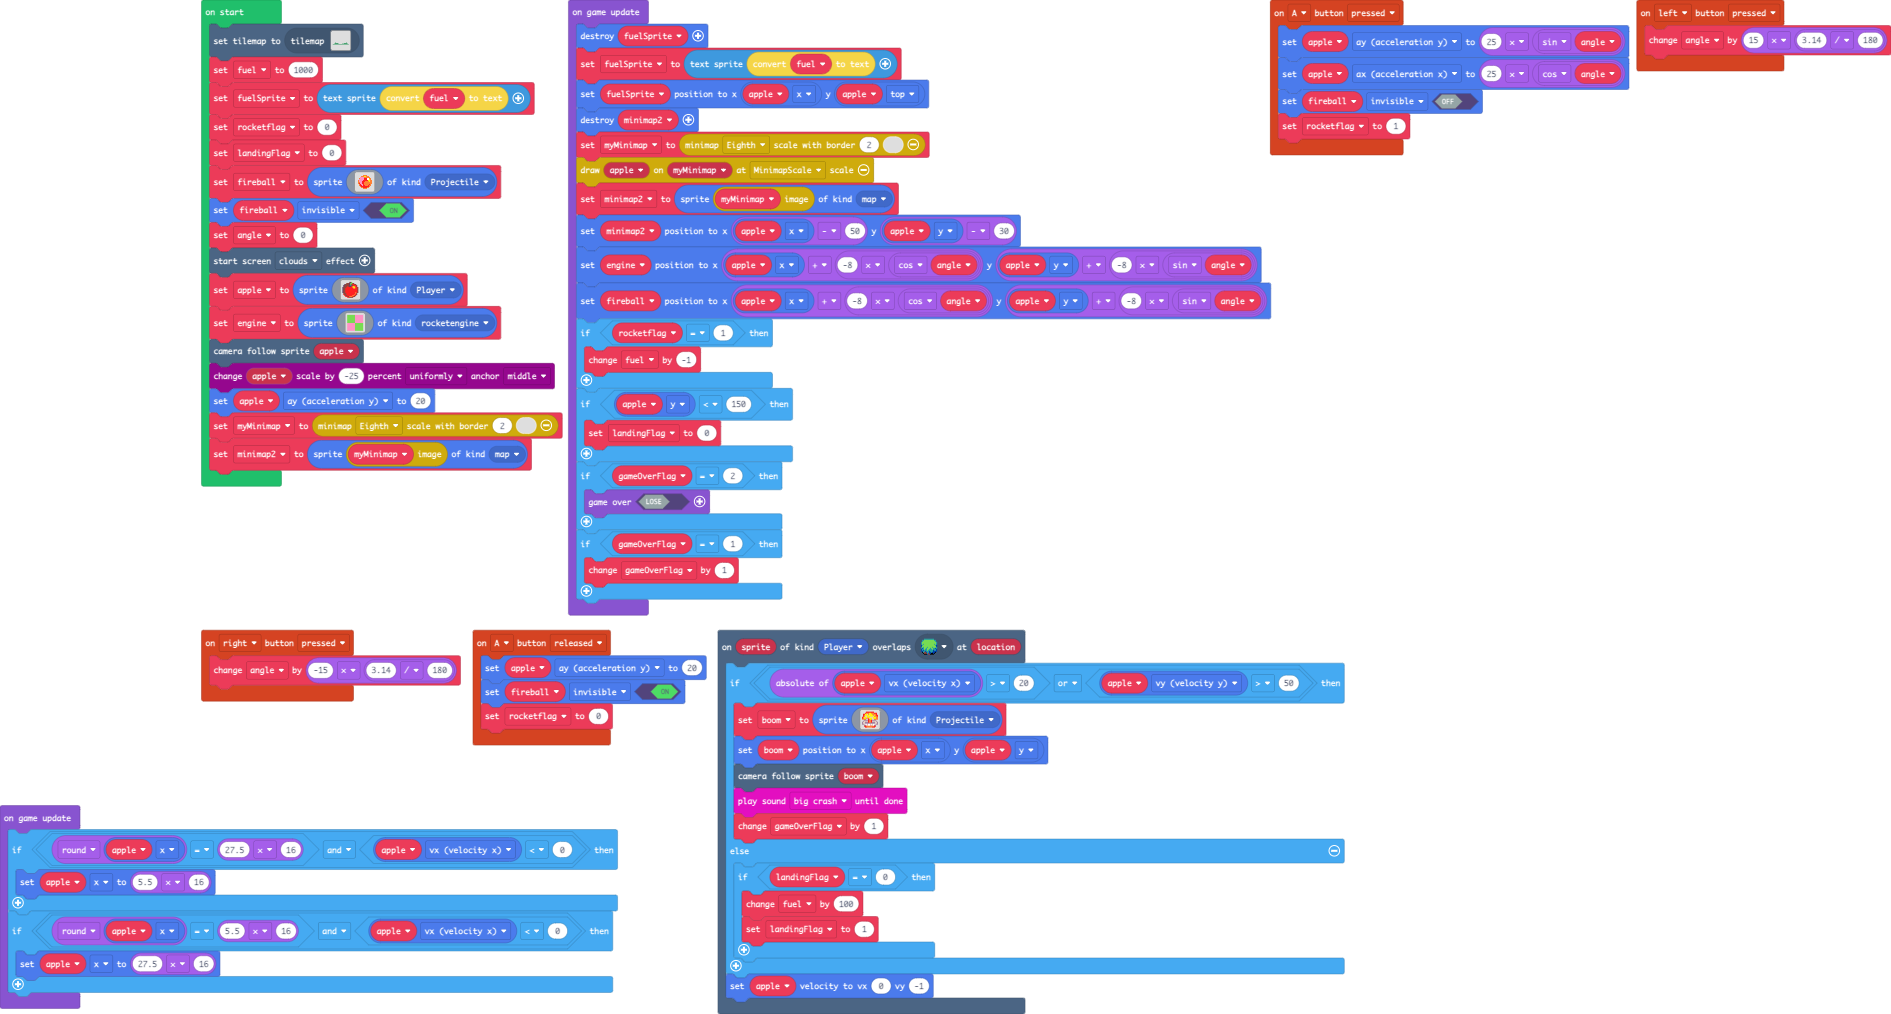 on start
set tilemap to tilemap
set fuel to 1000
set fuelSprite to text sprite convert fuel to text
set rocketflag to 0
set landingFlag to 0
set fireball to sprite of kind Projectile
set fireball invisible ON
set angle to 0
start screen clouds effect
set apple to sprite of kind Player
set engine to sprite of kind rocketengine
camera follow sprite apple
change apple scale by -25 percent uniformly anchor middle
set apple ay (acceleration y) to 20
set myMinimap to minimap Eighth scale with border 2
set minimap2 to sprite myMinimap image of kind map
on game update
destroy fuelSprite
set fuelSprite to text sprite convert fuel to text
set fuelSprite position to x apple x y apple top
destroy minimap2
set myMinimap to minimap Eighth scale with border 2
draw apple on myMinimap at MinimapScale scale
set minimap2 to sprite myMinimap image of kind map
set minimap2 position to x apple x - 50 y apple y - 30
set engine position to x apple x + -8 × cos angle y apple y + -8 × sin angle
set fireball position to x apple x + -8 × cos angle y apple y + -8 × sin angle
if rocketflag = 1 then
change fuel by -1
if apple y < 150 then
set landingFlag to 0
if gameOverFlag = 2 then
game over LOSE
if gameOverFlag = 1 then
change gameOverFlag by 1
on A button pressed
set apple ay (acceleration y) to 25 × sin angle
set apple ax (acceleration x) to 25 × cos angle
set fireball invisible OFF
set rocketflag to 1
on left button pressed
change angle by 15 × 3.14 / 180
on right button pressed
change angle by -15 × 3.14 / 180
on A button released
set apple ay (acceleration y) to 20
set fireball invisible ON
set rocketflag to 0
on sprite of kind Player overlaps at location
if absolute of apple vx (velocity x) > 20 or apple vy (velocity y) > 50 then
set boom to sprite of kind Projectile
set boom position to x apple x y apple y
camera follow sprite boom
play sound big crash until done
change gameOverFlag by 1
else
if landingFlag = 0 then
change fuel by 100
set landingFlag to 1
set apple velocity to vx 0 vy -1
on game update
if round apple x = 27.5 × 16 and apple vx (velocity x) < 0 then
set apple x to 5.5 × 16
if round apple x = 5.5 × 16 and apple vx (velocity x) < 0 then
set apple x to 27.5 × 16